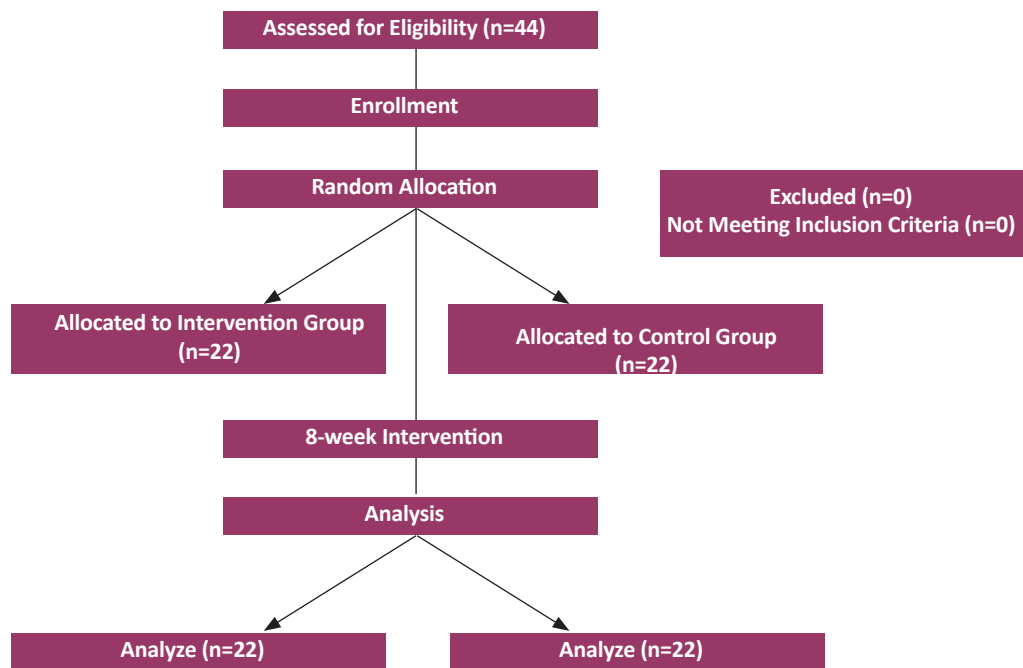 Assessed for Eligibility (n=44)
Enrollment
Random Allocation
Excluded (n=0)
Not Meeting Inclusion Criteria (n=0)
Allocated to Intervention Group
(n=22)
Allocated to Control Group
(n=22)
8-week Intervention
Analysis
Analyze (n=22)
Analyze (n=22)